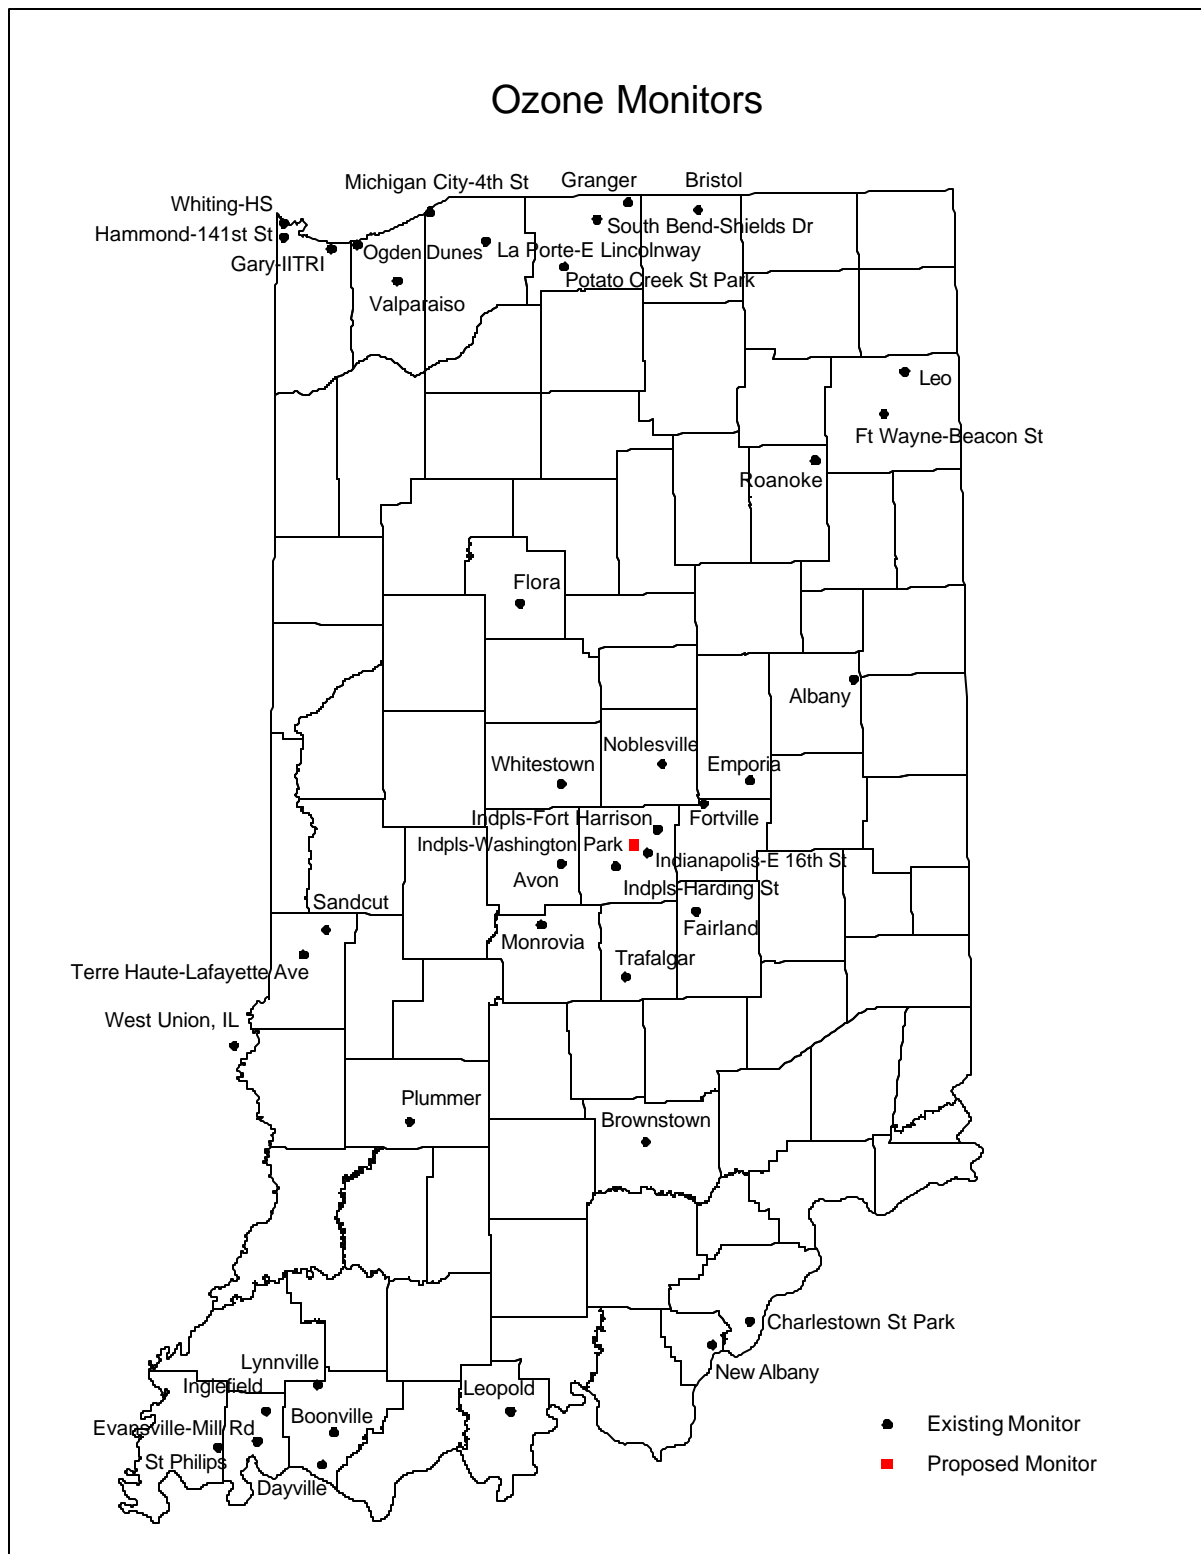 Ozone Monitors
Michigan City-4th St
Granger
Bristol
Whiting-HS
South Bend-Shields Dr
Hammond-141st St
Ogden Dunes
La Porte-E Lincolnway
Gary-IITRI
Potato Creek St Park
Valparaiso
Leo
Ft Wayne-Beacon St
Roanoke
Flora
Albany
Noblesville
Whitestown
Emporia
Indpls-Fort Harrison
Fortville
Indpls-Washington Park
Indianapolis-E 16th St
Avon
Indpls-Harding St
Sandcut
Fairland
Monrovia
Trafalgar
Terre Haute-Lafayette Ave
West Union, IL
Plummer
Brownstown
Charlestown St Park
Lynnville
New Albany
Inglefield
Leopold
Boonville
Evansville-Mill Rd
St Philips
Dayville
Existing Monitor
Proposed Monitor